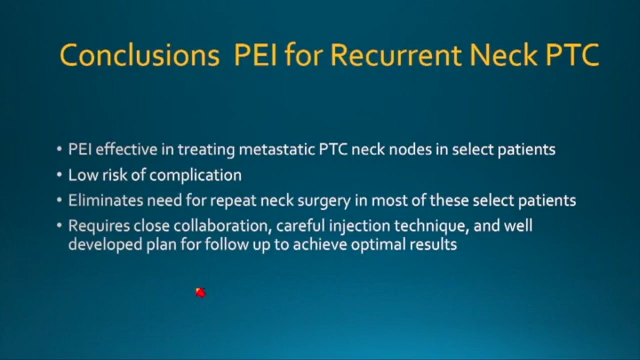 Conclusions PEI for Recurrent Neck PTC
• PEI effective in treating metastatic PTC neck nodes in select patients
• Low risk of complication
• Eliminates need for repeat neck surgery in most of these select patients
• Requires close collaboration, careful injection technique, and well
developed plan for follow up to achieve optimal results